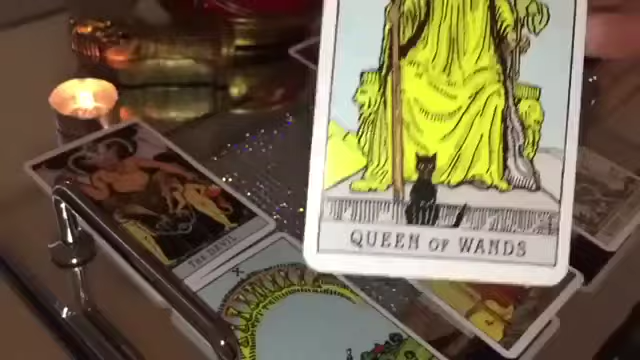 QUEEN OF WANDS
THE DEVIL
X